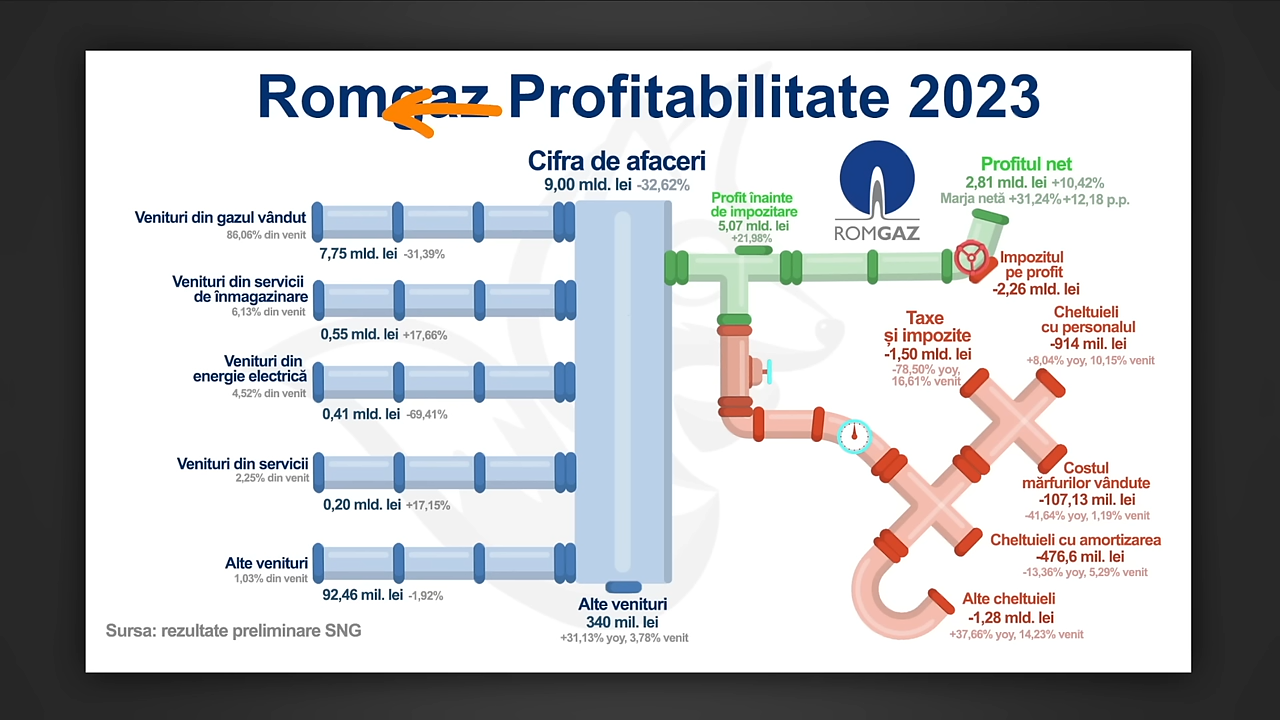 Romgaz Profitabilitate 2023
Cifra de afaceri
9,00 mld. lei -32,62%
Venituri din gazul vândut
86,06% din venit
7,75 mld. lei -31,39%
Venituri din servicii
de înmagazinare
6,13% din venit
0,55 mld. lei +17,66%
Venituri din
energie electrică
4,52% din venit
0,41 mld. lei -69,41%
Venituri din servicii
2,25% din venit
0,20 mld. lei +17,15%
Alte venituri
1,03% din venit
92,46 mil. lei -1,92%
Alte venituri
340 mil. lei
+31,13% yoy, 3,78% venit
Sursa: rezultate preliminare SNG
Profit înainte
de impozitare
5,07 mld. lei
+21,98%
ROMGAZ
Profitul net
2,81 mld. lei +10,42%
Marja netă +31,24%+12,18 p.p.
Impozitul
pe profit
-2,26 mld. lei
Taxe
și impozite
-1,50 mld. lei
-78,50% yoy,
16,61% venit
Cheltuieli
cu personalul
-914 mil. lei
+8,04% yoy, 10,15% venit
Costul
mărfurilor vândute
-107,13 mil. lei
-41,64% yoy, 1,19% venit
Cheltuieli cu amortizarea
-476,6 mil. lei
-13,36% yoy, 5,29% venit
Alte cheltuieli
-1,28 mld. lei
+37,66% yoy, 14,23% venit